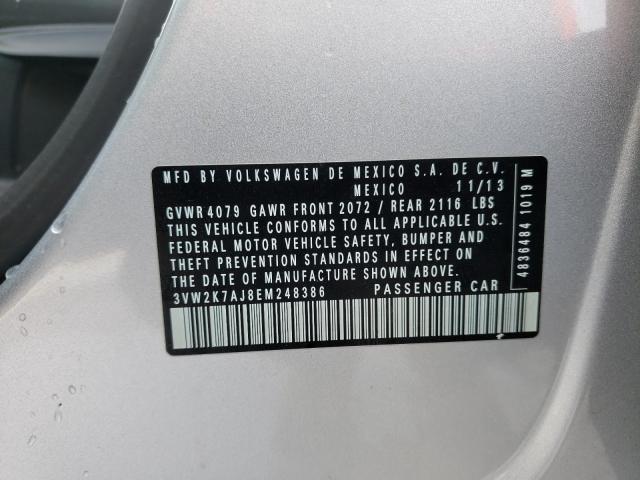 MFD BY VOLKSWAGEN DE MEXICO S.A. DE C.V.
MEXICO 11/13
GVWR 4079 GAWR FRONT 2072 / REAR 2116 LBS
THIS VEHICLE CONFORMS TO ALL APPLICABLE U.S.
FEDERAL MOTOR VEHICLE SAFETY, BUMPER AND
THEFT PREVENTION STANDARDS IN EFFECT ON
THE DATE OF MANUFACTURE SHOWN ABOVE.
3VW2K7AJ8EM248386 PASSENGER CAR
4836484 1019 M